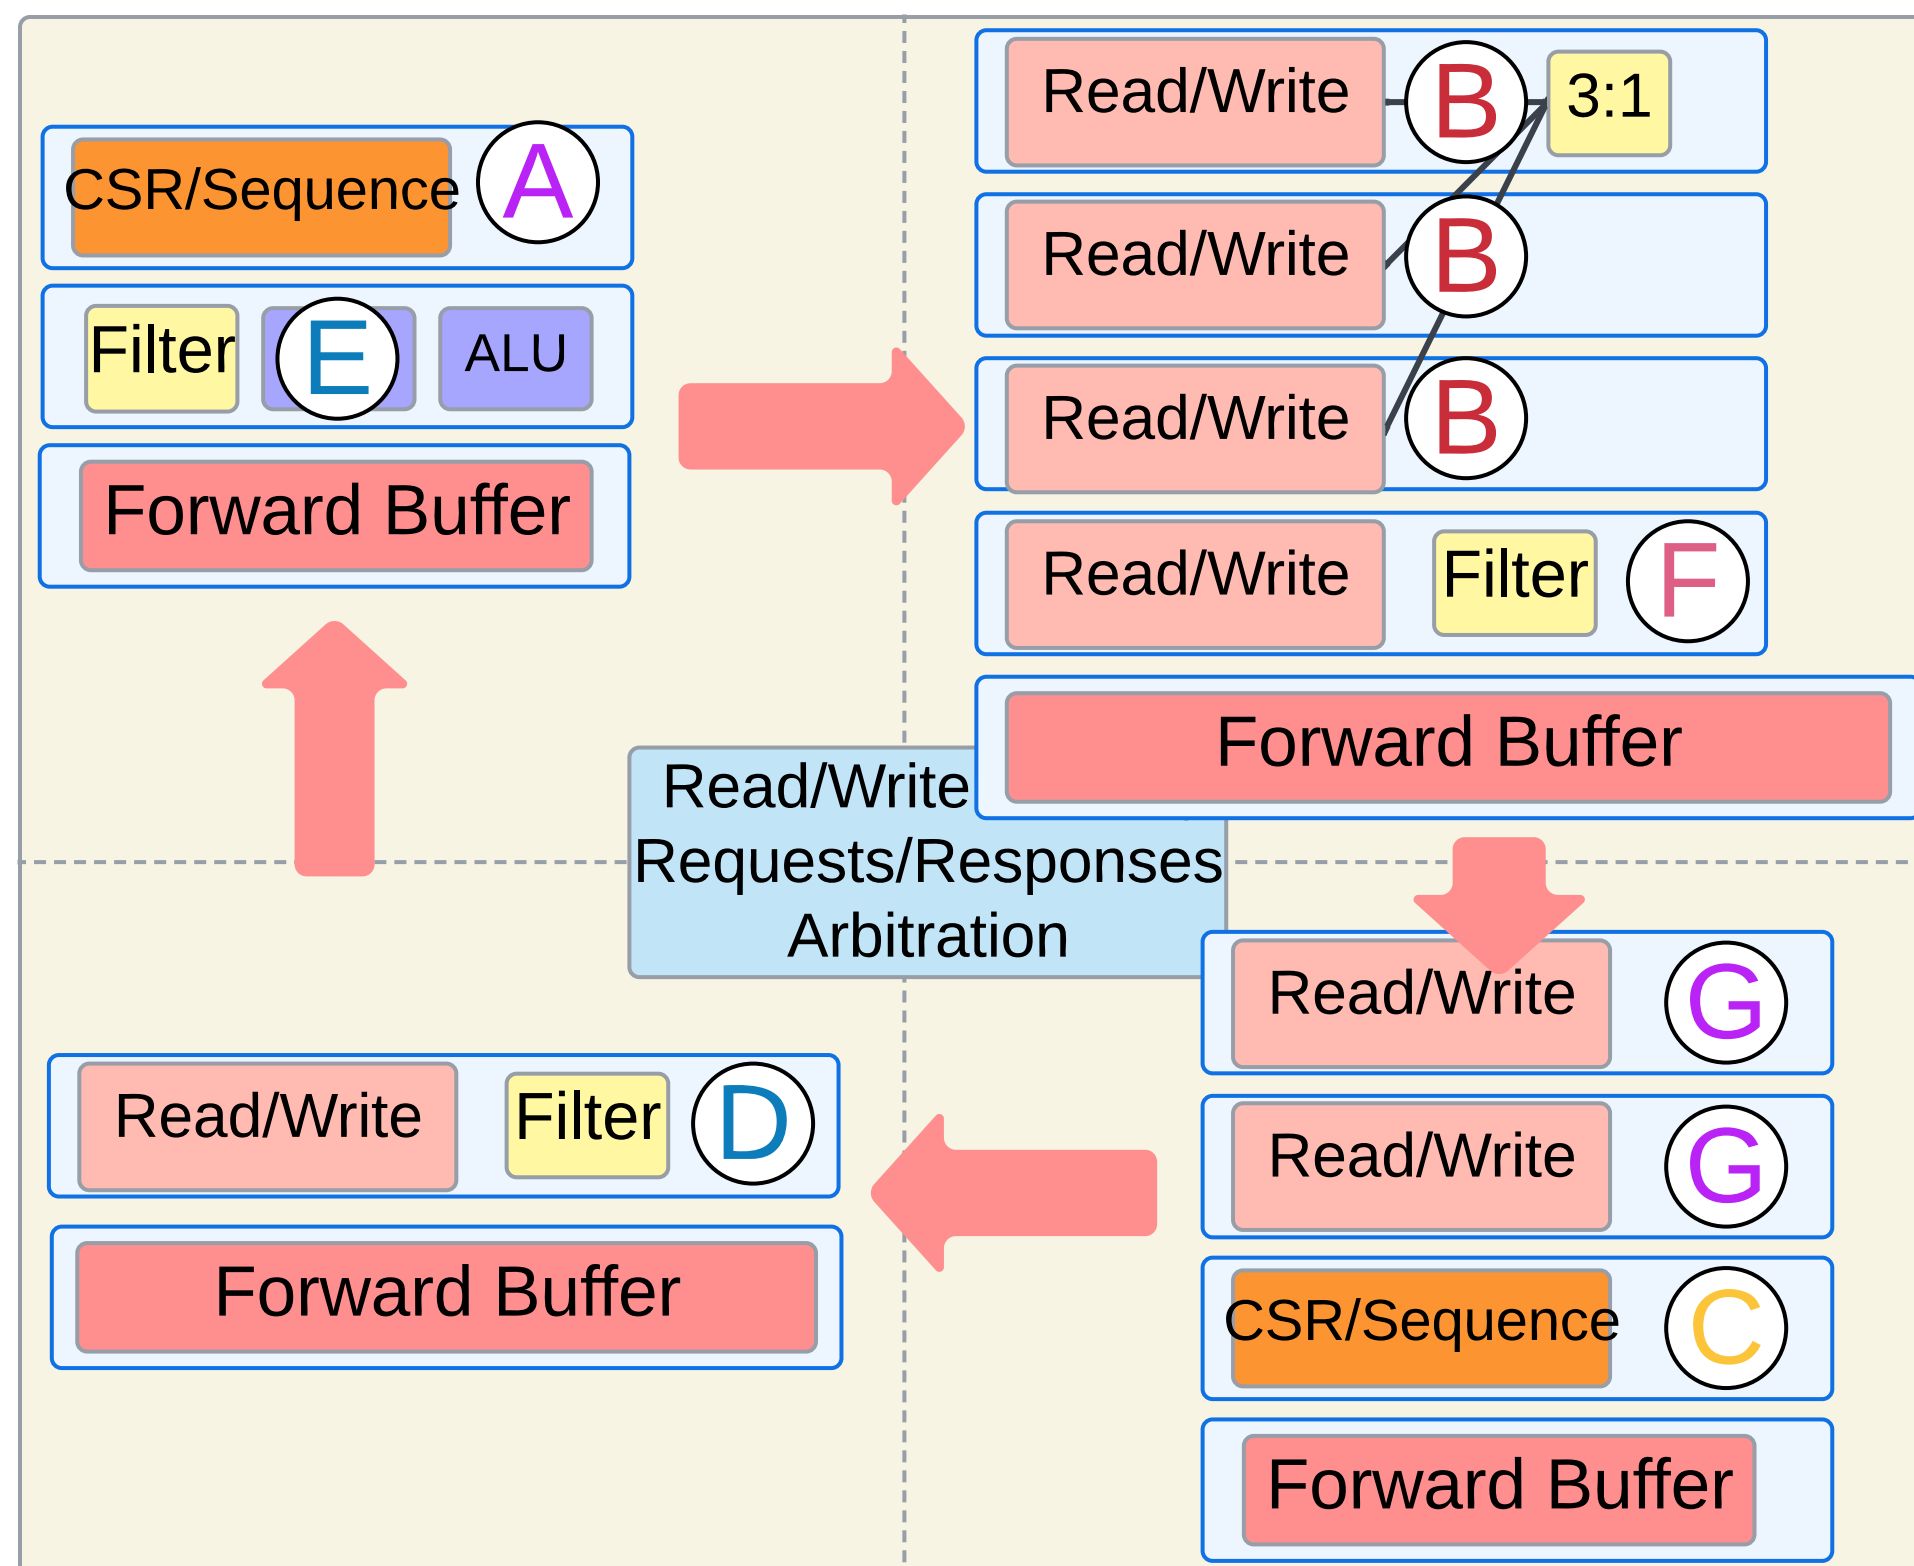 CSR/Sequence A
Filter E ALU
Forward Buffer
Read/Write B 3:1
Read/Write B
Read/Write B
Read/Write Filter F
Forward Buffer
Read/Write
Requests/Responses
Arbitration
Read/Write G
Read/Write G
CSR/Sequence C
Forward Buffer
Read/Write Filter D
Forward Buffer